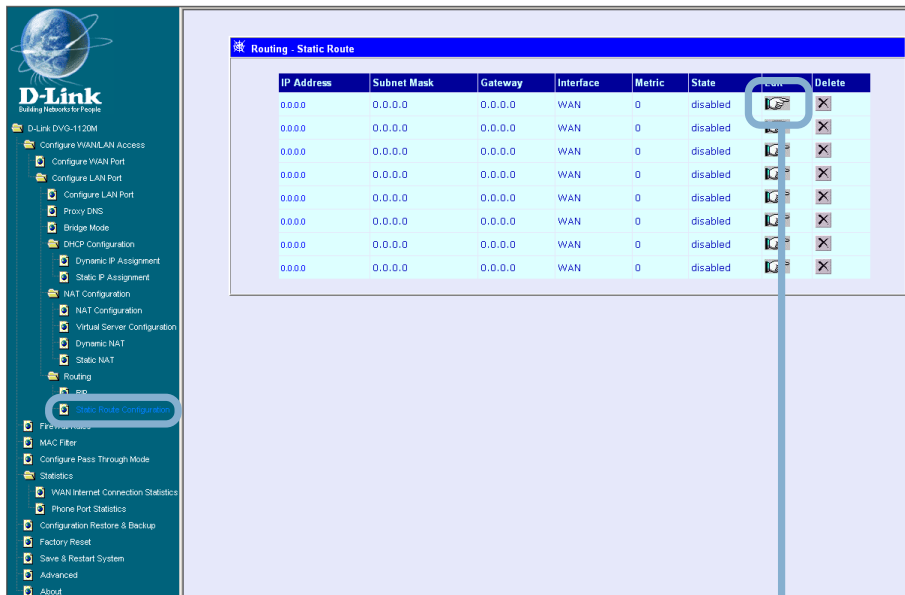 D-Link
Building Networks for People
D-Link DVG-1120M
Configure WAN/LAN Access
Configure WAN Port
Configure LAN Port
Configure LAN Port
Proxy DNS
Bridge Mode
DHCP Configuration
Dynamic IP Assignment
Static IP Assignment
NAT Configuration
NAT Configuration
Virtual Server Configuration
Dynamic NAT
Static NAT
Routing
RIP
Static Route Configuration
Firewall Rules
MAC Filter
Configure Pass Through Mode
Statistics
WAN Internet Connection Statistics
Phone Port Statistics
Configuration Restore & Backup
Factory Reset
Save & Restart System
Advanced
About
Routing - Static Route
IP Address Subnet Mask Gateway Interface Metric State Edit Delete
0.0.0.0 0.0.0.0 0.0.0.0 WAN 0 disabled
0.0.0.0 0.0.0.0 0.0.0.0 WAN 0 disabled
0.0.0.0 0.0.0.0 0.0.0.0 WAN 0 disabled
0.0.0.0 0.0.0.0 0.0.0.0 WAN 0 disabled
0.0.0.0 0.0.0.0 0.0.0.0 WAN 0 disabled
0.0.0.0 0.0.0.0 0.0.0.0 WAN 0 disabled
0.0.0.0 0.0.0.0 0.0.0.0 WAN 0 disabled
0.0.0.0 0.0.0.0 0.0.0.0 WAN 0 disabled